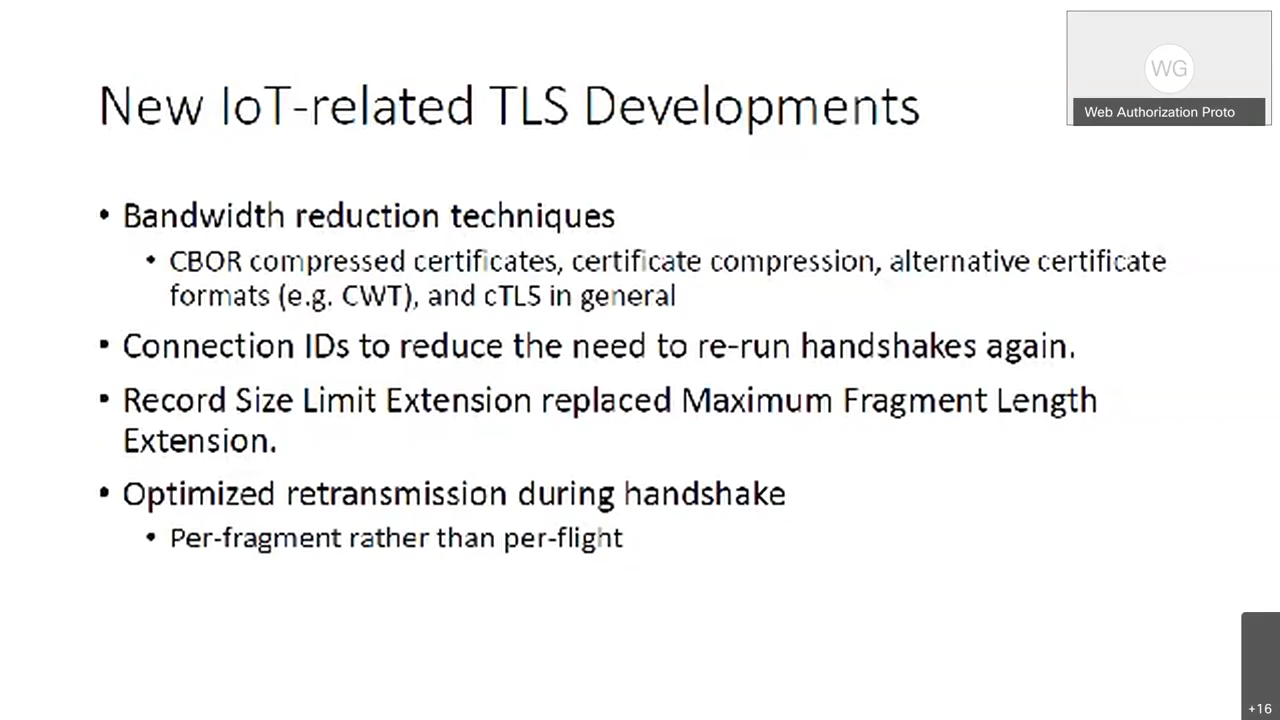 New IoT-related TLS Developments
WG
Web Authorization Proto
• Bandwidth reduction techniques
• CBOR compressed certificates, certificate compression, alternative certificate
formats (e.g. CWT), and cTLS in general
• Connection IDs to reduce the need to re-run handshakes again.
• Record Size Limit Extension replaced Maximum Fragment Length
Extension.
• Optimized retransmission during handshake
• Per-fragment rather than per-flight
+16